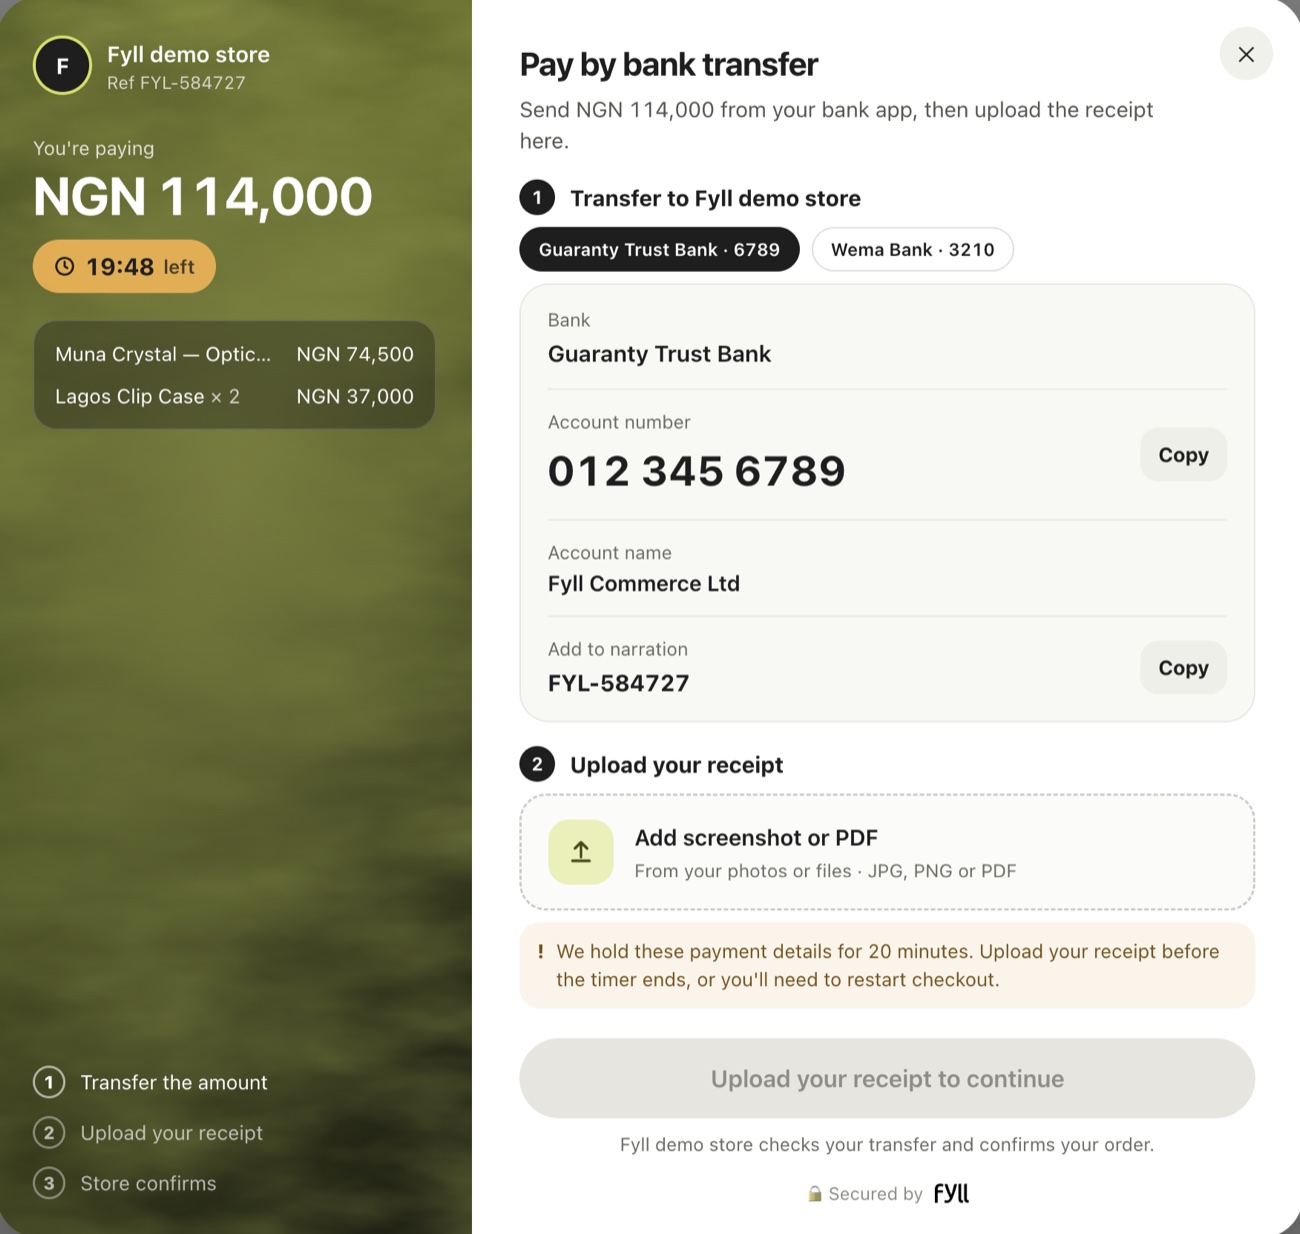 F
Fyll demo store
Ref FYL-584727
You're paying
NGN 114,000
19:48 left
Muna Crystal — Optic... NGN 74,500
Lagos Clip Case × 2 NGN 37,000
1 Transfer the amount
2 Upload your receipt
3 Store confirms
Pay by bank transfer
Send NGN 114,000 from your bank app, then upload the receipt
here.
1 Transfer to Fyll demo store
Guaranty Trust Bank · 6789 Wema Bank · 3210
Bank
Guaranty Trust Bank
Account number
012 345 6789
Copy
Account name
Fyll Commerce Ltd
Add to narration
FYL-584727
Copy
2 Upload your receipt
Add screenshot or PDF
From your photos or files · JPG, PNG or PDF
! We hold these payment details for 20 minutes. Upload your receipt before
the timer ends, or you'll need to restart checkout.
Upload your receipt to continue
Fyll demo store checks your transfer and confirms your order.
Secured by fyll